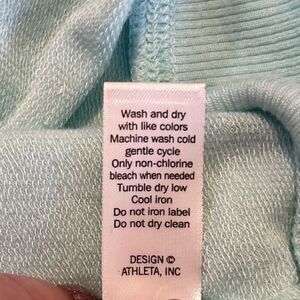 Wash and dry
with like colors
Machine wash cold
gentle cycle
Only non-chlorine
bleach when needed
Tumble dry low
Cool iron
Do not iron label
Do not dry clean
DESIGN ©
ATHLETA, INC